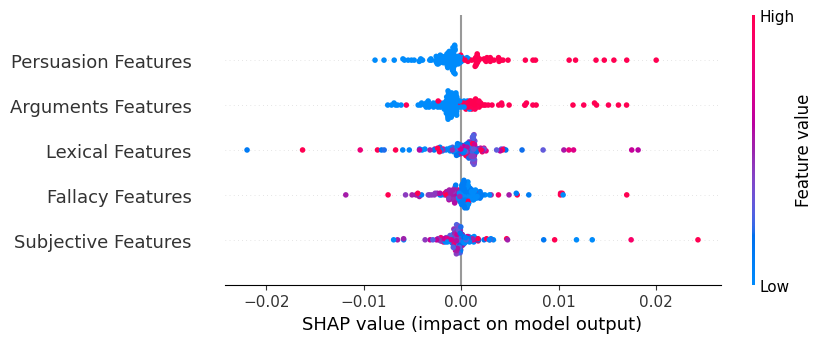 High
Persuasion Features
Arguments Features
Lexical Features
Fallacy Features
Subjective Features
Feature value
Low
−0.02 −0.01 0.00 0.01 0.02
SHAP value (impact on model output)